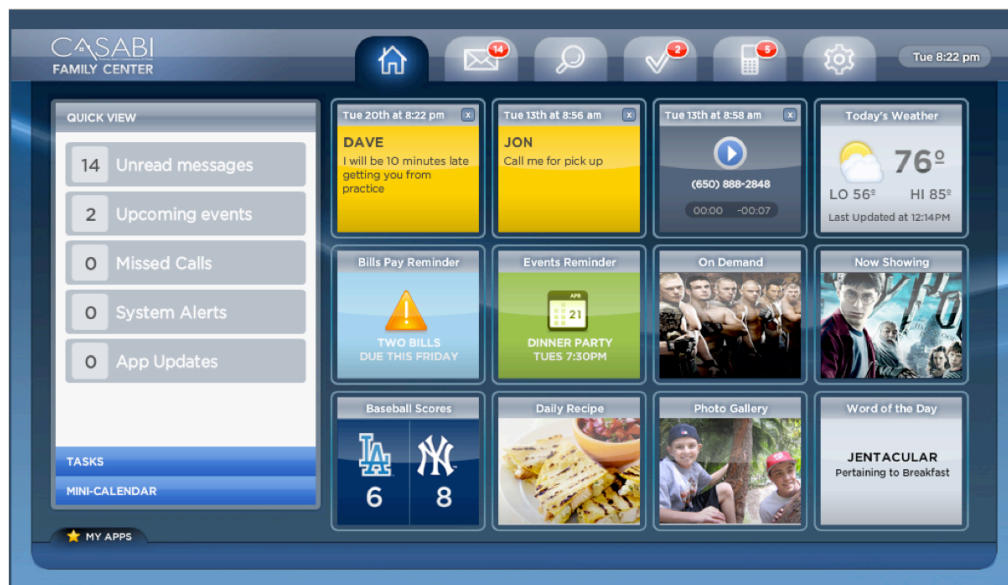 CASABI
FAMILY CENTER
14
2
5
Tue 8:22 pm
QUICK VIEW
14 Unread messages
2 Upcoming events
0 Missed Calls
0 System Alerts
0 App Updates
TASKS
MINI-CALENDAR
MY APPS
Tue 20th at 8:22 pm x
DAVE
I will be 10 minutes late
getting you from
practice
Tue 13th at 8:56 am x
JON
Call me for pick up
Tue 13th at 8:58 am x
(650) 888-2848
00:00 -00:07
Today's Weather
76º
LO 56º HI 85º
Last Updated at 12:14PM
Bills Pay Reminder
TWO BILLS
DUE THIS FRIDAY
Events Reminder
APR
21
DINNER PARTY
TUES 7:30PM
On Demand
Now Showing
Baseball Scores
LA NY
6 8
Daily Recipe
Photo Gallery
Word of the Day
JENTACULAR
Pertaining to Breakfast